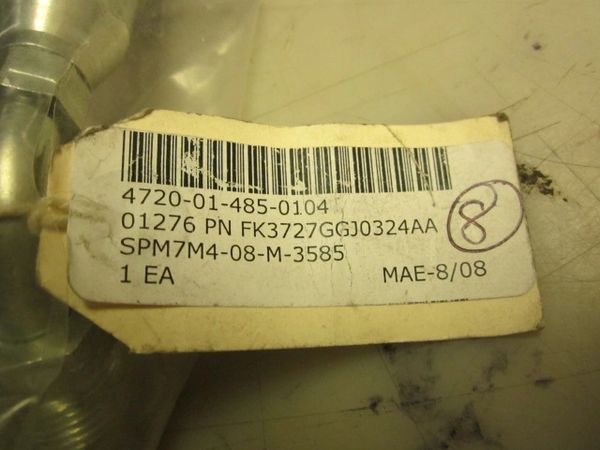 4720-01-485-0104
01276 PN FK3727GGJ0324AA
SPM7M4-08-M-3585
1 EA MAE-8/08
8